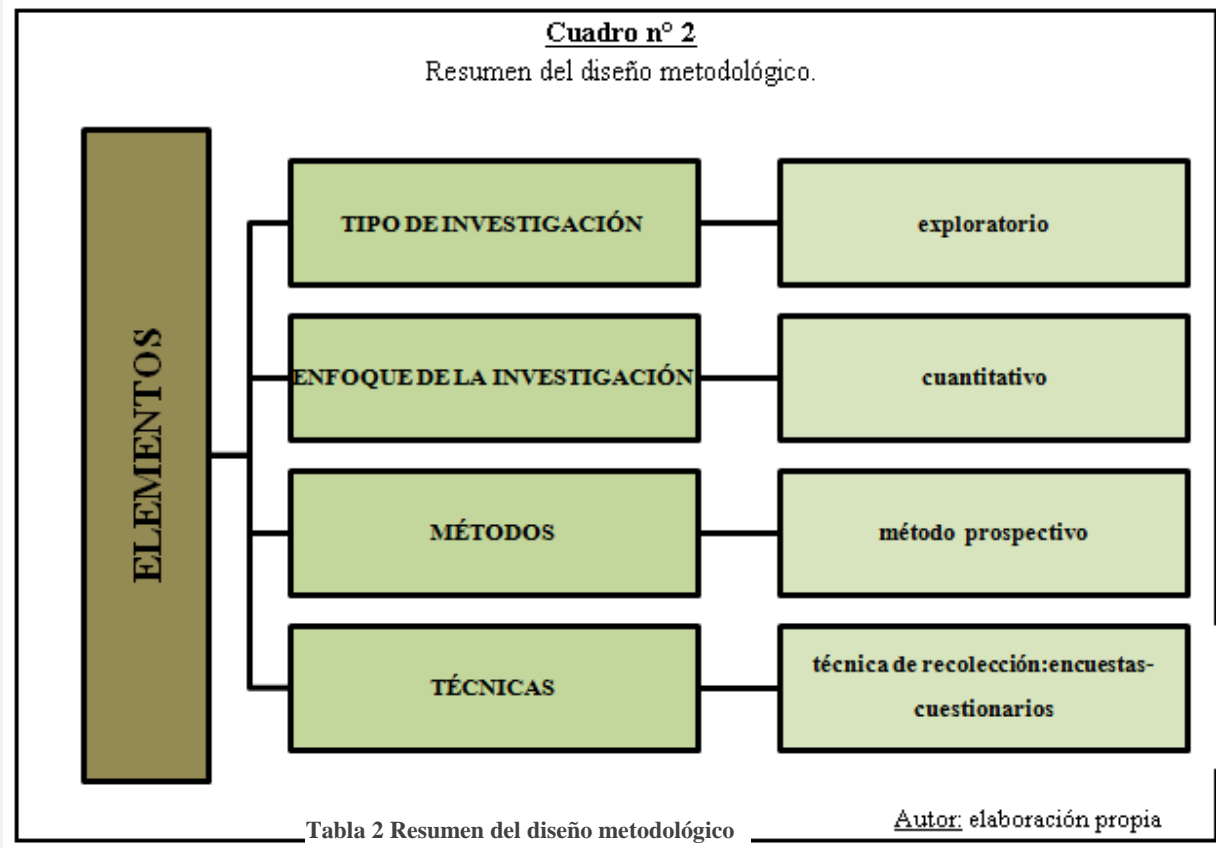 Cuadro n° 2
Resumen del diseño metodológico.
ELEMENTOS
TIPO DE INVESTIGACIÓN
exploratorio
ENFOQUE DE LA INVESTIGACIÓN
cuantitativo
MÉTODOS
método prospectivo
TÉCNICAS
técnica de recolección:encuestas-
cuestionarios
Autor: elaboración propia
Tabla 2 Resumen del diseño metodológico